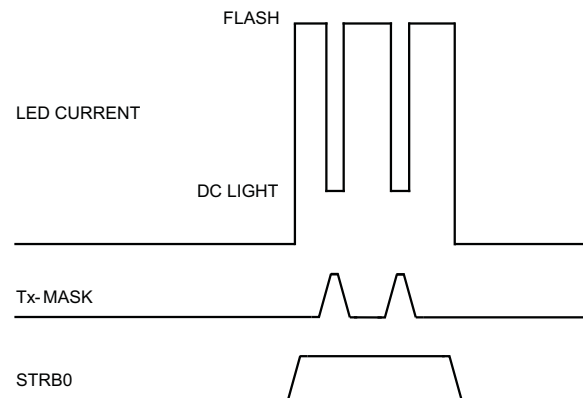 FLASH
LED CURRENT
DC LIGHT
Tx-MASK
STRB0